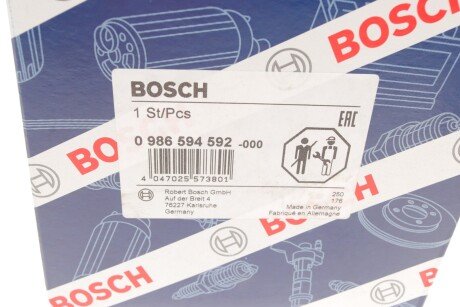 BOSCH
BOSCH
BOSCH
1 St/Pcs
0 986 594 592 -000
EAC
4 047025 573801
Robert Bosch GmbH
Auf der Breit 4
76227 Karlsruhe
Germany
250
176
Made in Germany
Fabriqué en Allemagne
BOSCH
BOSCH